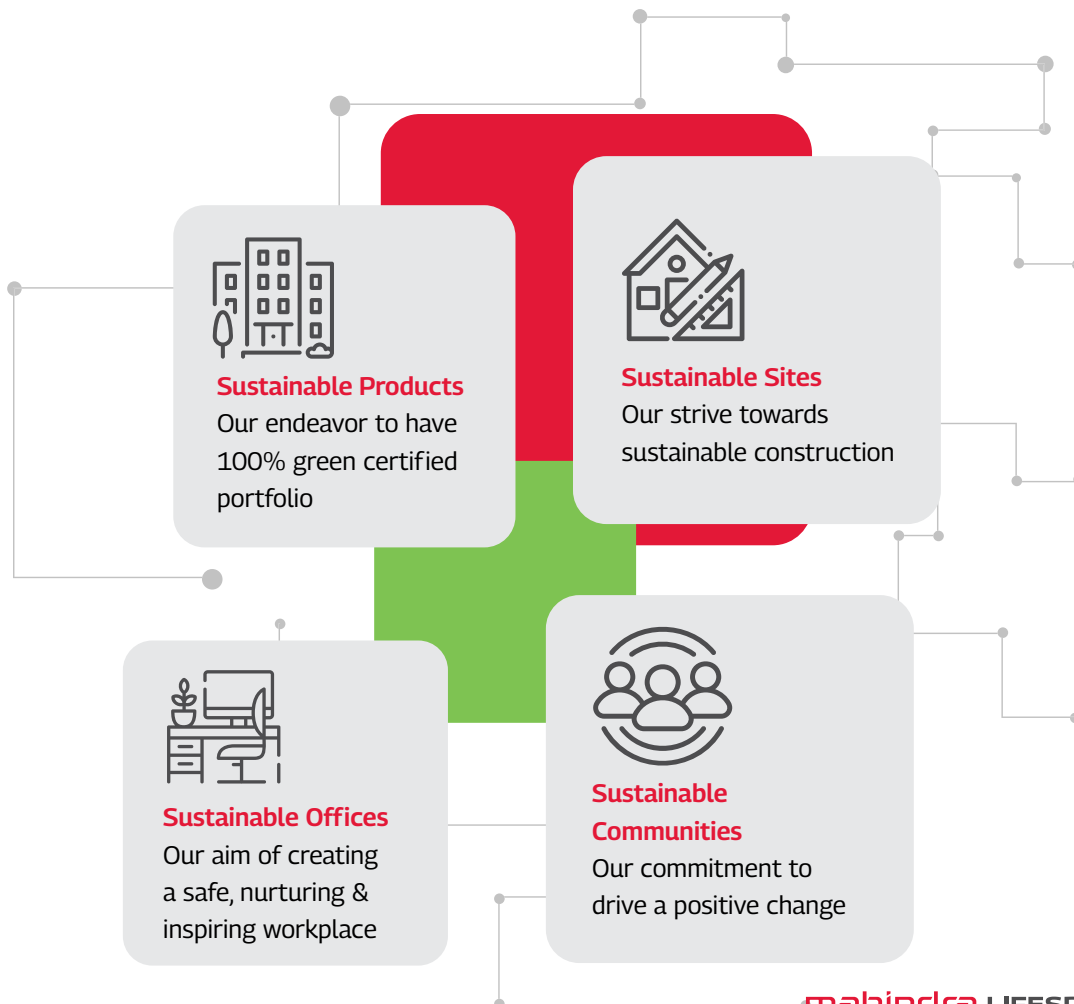 Sustainable Products
Our endeavor to have
100% green certified
portfolio
Sustainable Sites
Our strive towards
sustainable construction
Sustainable Offices
Our aim of creating
a safe, nurturing &
inspiring workplace
Sustainable
Communities
Our commitment to
drive a positive change
mahindra